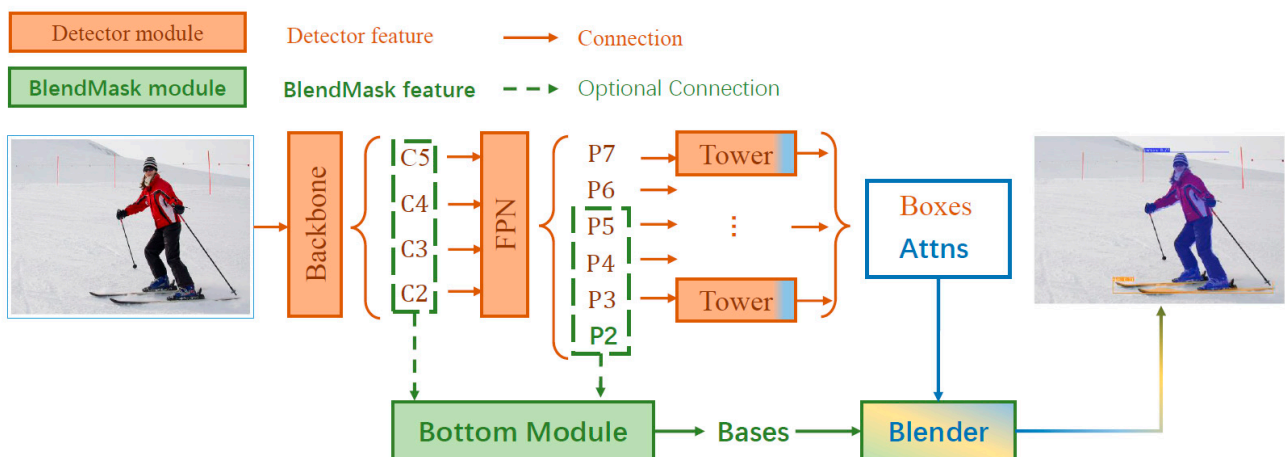 Detector module
Detector feature
Connection
BlendMask module
BlendMask feature
Optional Connection
Backbone
C5
C4
C3
C2
FPN
P7
P6
P5
P4
P3
P2
Tower
...
Tower
Boxes
Attns
Bottom Module
Bases
Blender